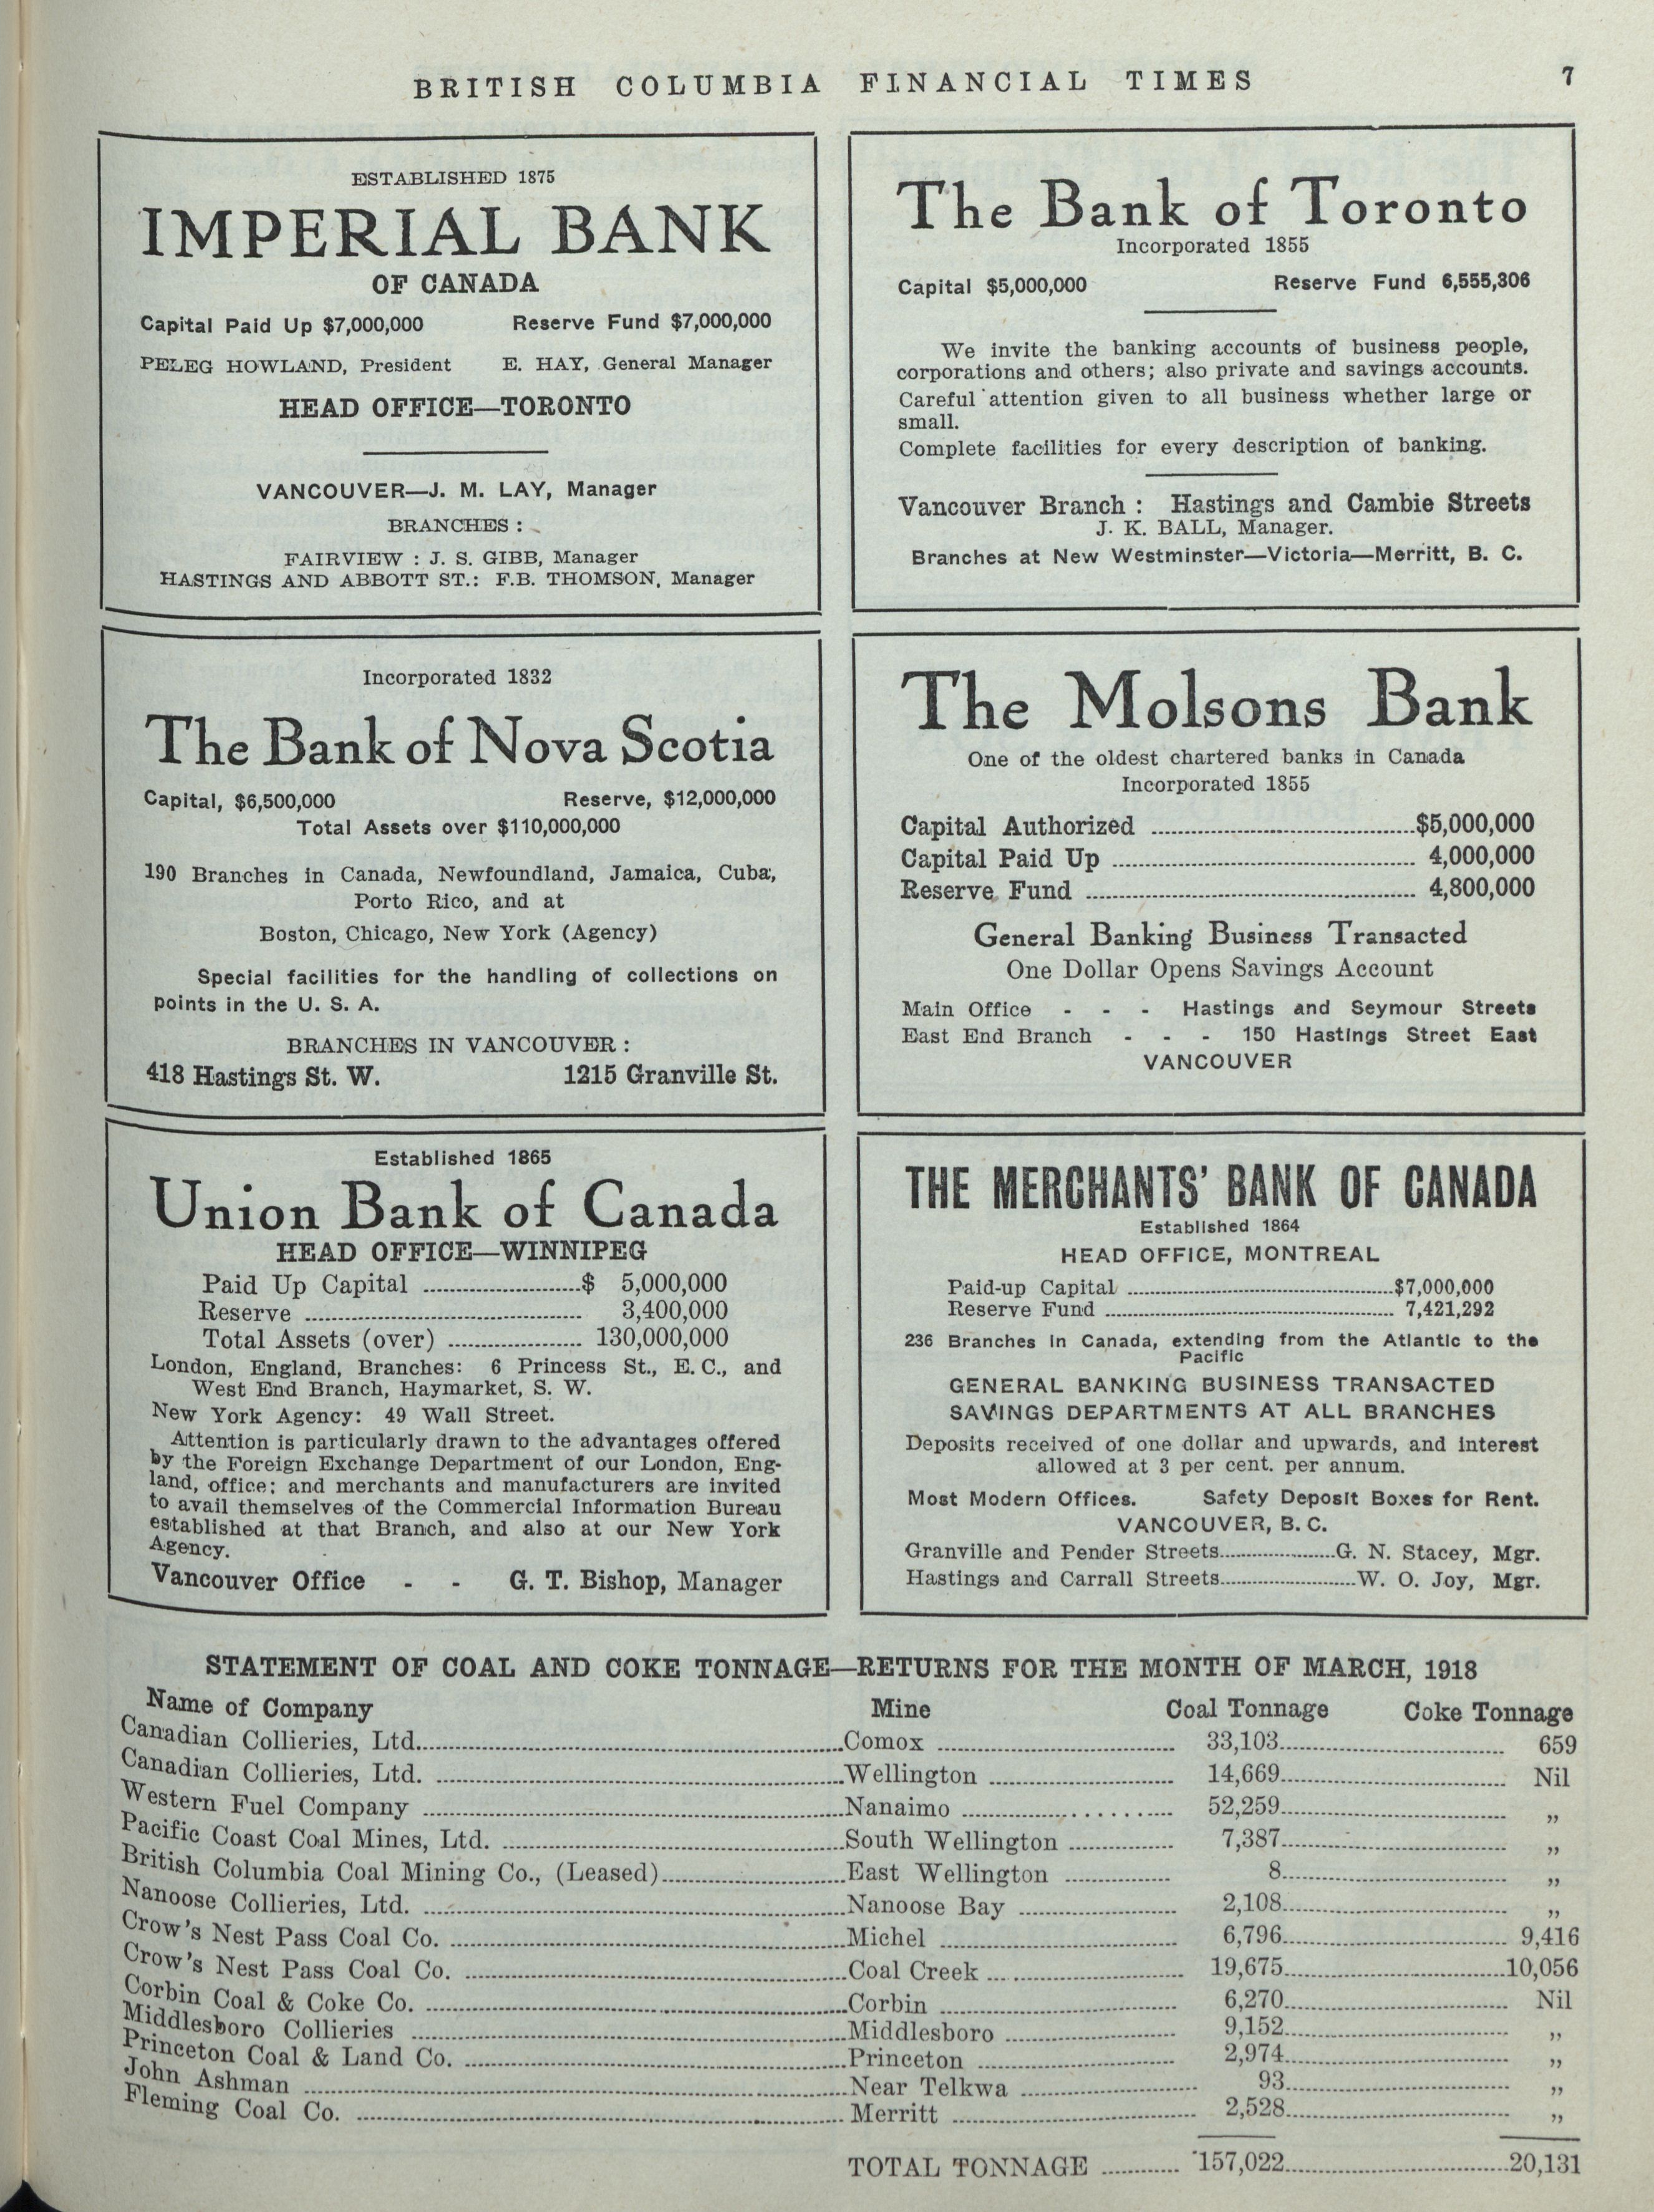 BRITISH COLUMBIA FINANCIAL TIMES 7
ESTABLISHED 1875
IMPERIAL BANK
OF CANADA
Capital Paid Up $7,000,000 Reserve Fund $7,000,000
PELEG HOWLAND, President E. HAY, General Manager
HEAD OFFICE—TORONTO
VANCOUVER—J. M. LAY, Manager
BRANCHES :
FAIRVIEW : J. S. GIBB, Manager
HASTINGS AND ABBOTT ST.: F.B. THOMSON, Manager
The Bank of Toronto
Incorporated 1855
Capital $5,000,000 Reserve Fund 6,555,306
We invite the banking accounts of business people,
corporations and others; also private and savings accounts.
Careful attention given to all business whether large or
small.
Complete facilities for every description of banking.
Vancouver Branch : Hastings and Cambie Streets
J. K. BALL, Manager.
Branches at New Westminster—Victoria—Merritt, B. C.
Incorporated 1832
The Bank of Nova Scotia
Capital, $6,500,000 Reserve, $12,000,000
Total Assets over $110,000,000
190 Branches in Canada, Newfoundland, Jamaica, Cuba,
Porto Rico, and at
Boston, Chicago, New York (Agency)
Special facilities for the handling of collections on
points in the U. S. A.
BRANCHES IN VANCOUVER :
418 Hastings St. W. 1215 Granville St.
The Molsons Bank
One of the oldest chartered banks in Canada
Incorporated 1855
Capital Authorized ........ $5,000,000
Capital Paid Up ........ 4,000,000
Reserve Fund ........ 4,800,000
General Banking Business Transacted
One Dollar Opens Savings Account
Main Office - - - Hastings and Seymour Streets
East End Branch - - - 150 Hastings Street East
VANCOUVER
Established 1865
Union Bank of Canada
HEAD OFFICE—WINNIPEG
Paid Up Capital ........ $ 5,000,000
Reserve ........ 3,400,000
Total Assets (over) ........ 130,000,000
London, England, Branches: 6 Princess St., E. C., and
West End Branch, Haymarket, S. W.
New York Agency: 49 Wall Street.
Attention is particularly drawn to the advantages offered
by the Foreign Exchange Department of our London, Eng-
land, office; and merchants and manufacturers are invited
to avail themselves of the Commercial Information Bureau
established at that Branch, and also at our New York
Agency.
Vancouver Office - - G. T. Bishop, Manager
THE MERCHANTS' BANK OF CANADA
Established 1864
HEAD OFFICE, MONTREAL
Paid-up Capital ........ $7,000,000
Reserve Fund ........ 7,421,292
236 Branches in Canada, extending from the Atlantic to the
Pacific
GENERAL BANKING BUSINESS TRANSACTED
SAVINGS DEPARTMENTS AT ALL BRANCHES
Deposits received of one dollar and upwards, and interest
allowed at 3 per cent. per annum.
Most Modern Offices. Safety Deposit Boxes for Rent.
VANCOUVER, B. C.
Granville and Pender Streets........G. N. Stacey, Mgr.
Hastings and Carrall Streets........W. O. Joy, Mgr.
STATEMENT OF COAL AND COKE TONNAGE—RETURNS FOR THE MONTH OF MARCH, 1918
Name of Company Mine Coal Tonnage Coke Tonnage
Canadian Collieries, Ltd........Comox ........ 33,103........ 659
Canadian Collieries, Ltd. ........Wellington ........ 14,669........ Nil
Western Fuel Company ........Nanaimo ........ 52,259........ „
Pacific Coast Coal Mines, Ltd. ........South Wellington ........ 7,387........ „
British Columbia Coal Mining Co., (Leased)........East Wellington ........ 8........ „
Nanoose Collieries, Ltd. ........Nanoose Bay ........ 2,108........ „
Crow's Nest Pass Coal Co. ........Michel ........ 6,796........ 9,416
Crow's Nest Pass Coal Co. ........Coal Creek ........ 19,675........10,056
Corbin Coal & Coke Co. ........Corbin ........ 6,270........ Nil
Middlesboro Collieries ........Middlesboro ........ 9,152........ „
Princeton Coal & Land Co. ........Princeton ........ 2,974........ „
John Ashman ........Near Telkwa ........ 93........ „
Fleming Coal Co. ........Merritt ........ 2,528........ „
TOTAL TONNAGE ........ 157,022........20,131